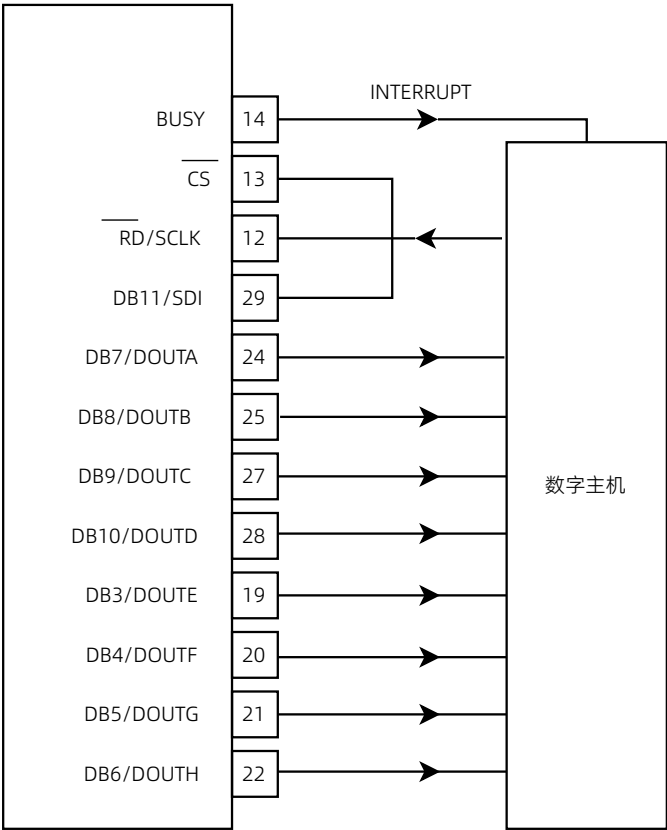 INTERRUPT
BUSY 14
CS 13
RD/SCLK 12
DB11/SDI 29
DB7/DOUTA 24
DB8/DOUTB 25
DB9/DOUTC 27
数字主机
DB10/DOUTD 28
DB3/DOUTE 19
DB4/DOUTF 20
DB5/DOUTG 21
DB6/DOUTH 22